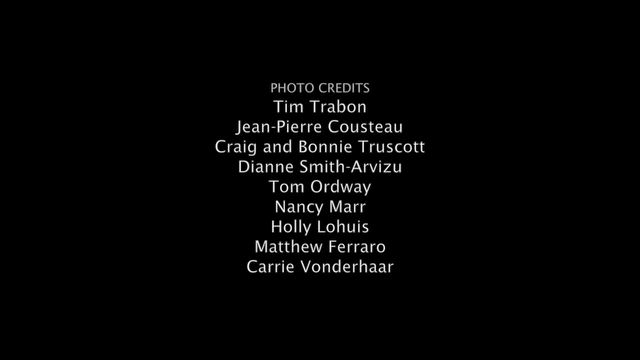 PHOTO CREDITS
Tim Trabon
Jean-Pierre Cousteau
Craig and Bonnie Truscott
Dianne Smith-Arvizu
Tom Ordway
Nancy Marr
Holly Lohuis
Matthew Ferraro
Carrie Vonderhaar